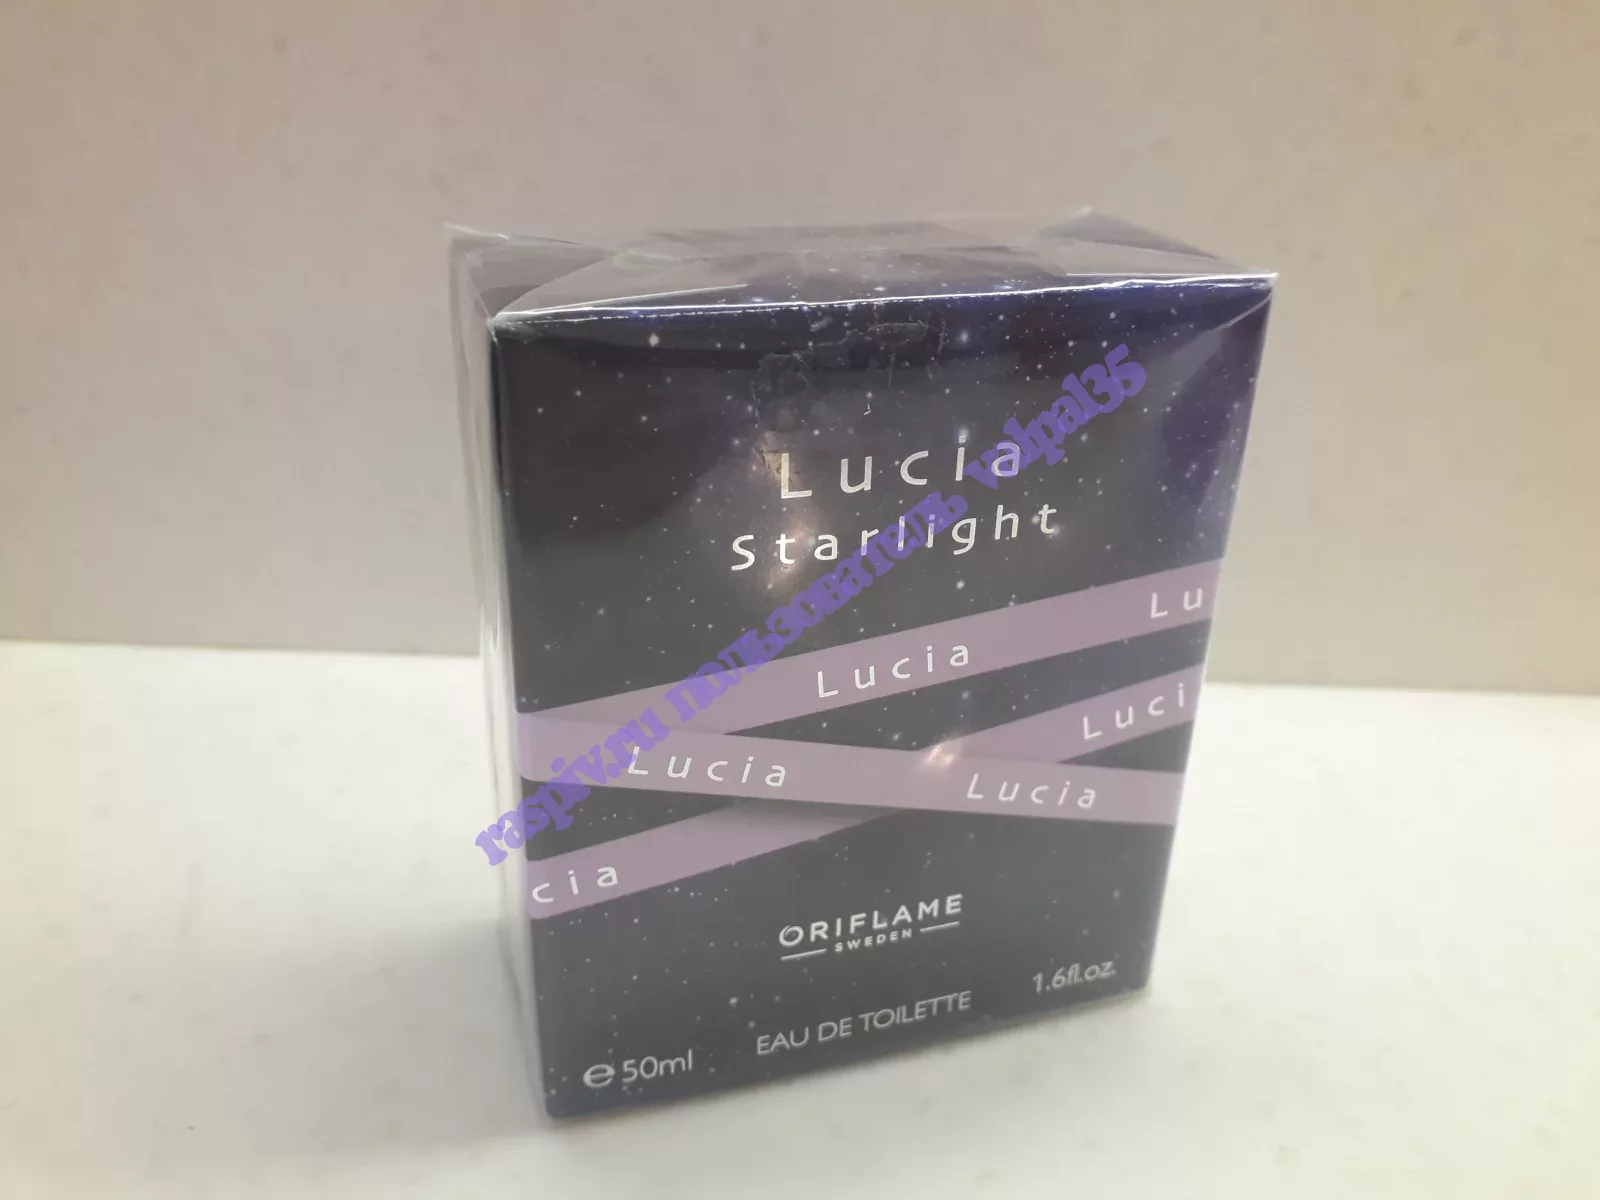 Lucia
Starlight
raspiv.ru пользователь valpal35
Lu
Lucia
Luci
Lucia
Lucia
cia
ORIFLAME
SWEDEN
1.6fl.oz.
EAU DE TOILETTE
℮50ml